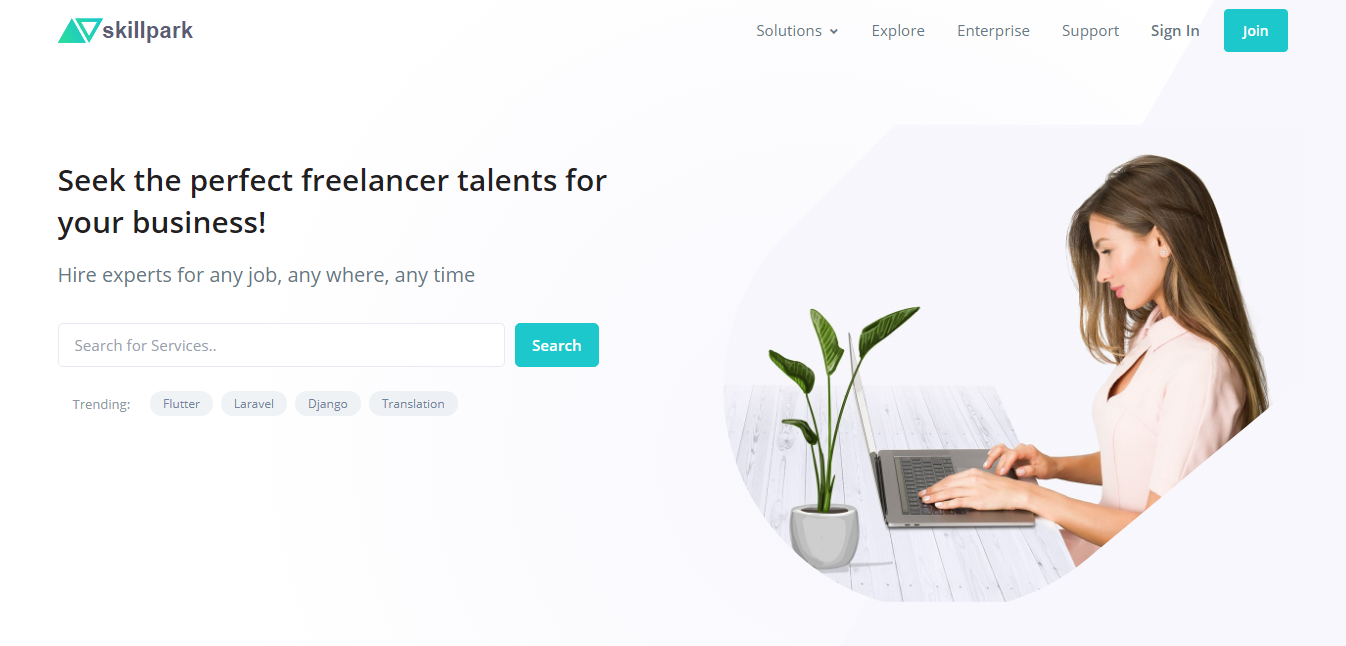 skillpark
Solutions
Explore
Enterprise
Support
Sign In
Join
Seek the perfect freelancer talents for
your business!
Hire experts for any job, any where, any time
Search for Services..
Search
Trending:
Flutter
Laravel
Django
Translation